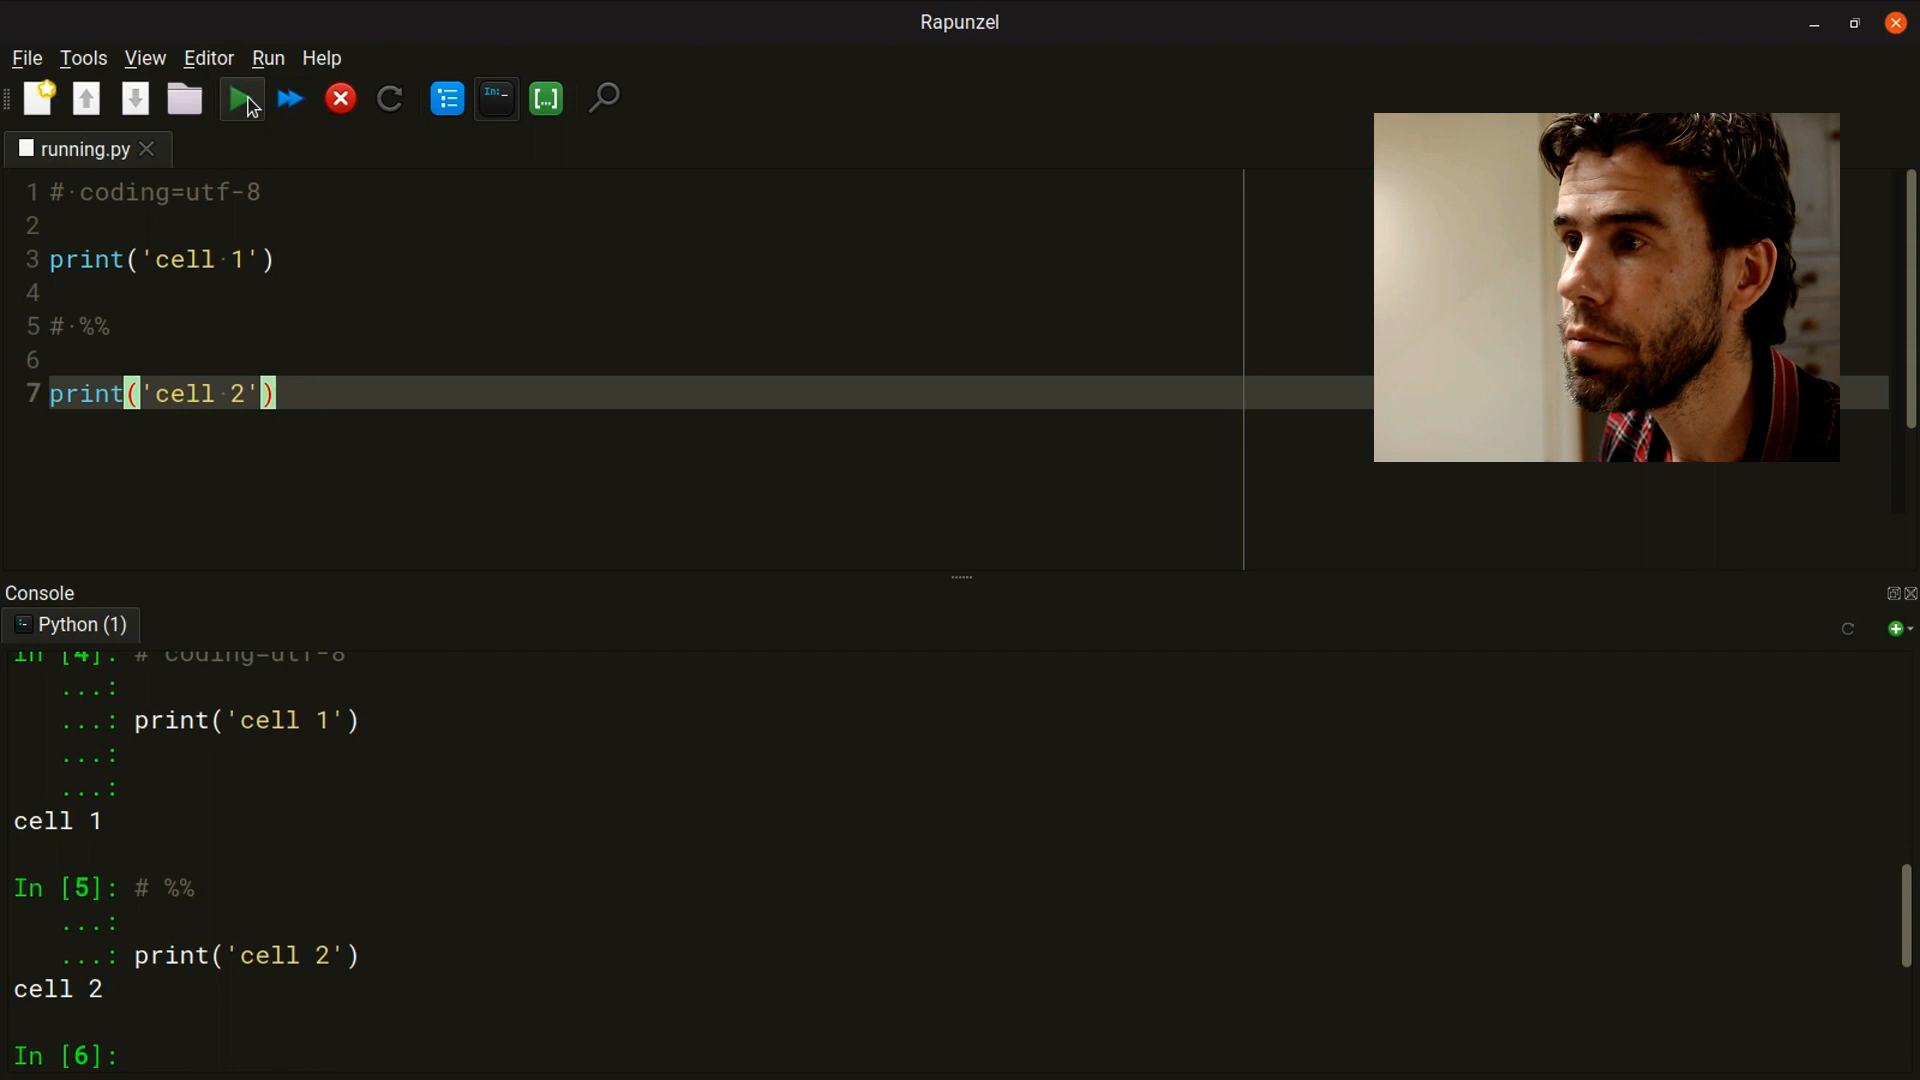 Rapunzel
File Tools View Editor Run Help
In:_
[...]
running.py
1 #·coding=utf-8
2
3 print('cell·1')
4
5 #·%%
6
7 print('cell·2')
Console
Python (1)
In [4]: # coding=utf-8
...:
...: print('cell 1')
...:
...:
cell 1
In [5]: # %%
...:
...: print('cell 2')
cell 2
In [6]: